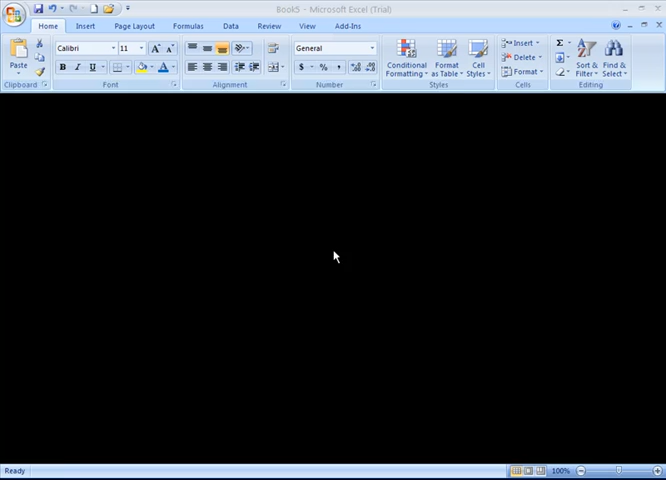 Book5 - Microsoft Excel (Trial)
Home Insert Page Layout Formulas Data Review View Add-Ins
Paste
Clipboard
Calibri 11
B I U A A A
Font
Alignment
General
$ % ,
Number
Conditional Formatting
Format as Table
Cell Styles
Styles
Insert
Delete
Format
Cells
Σ
Sort & Filter
Find & Select
Editing
Ready 100%